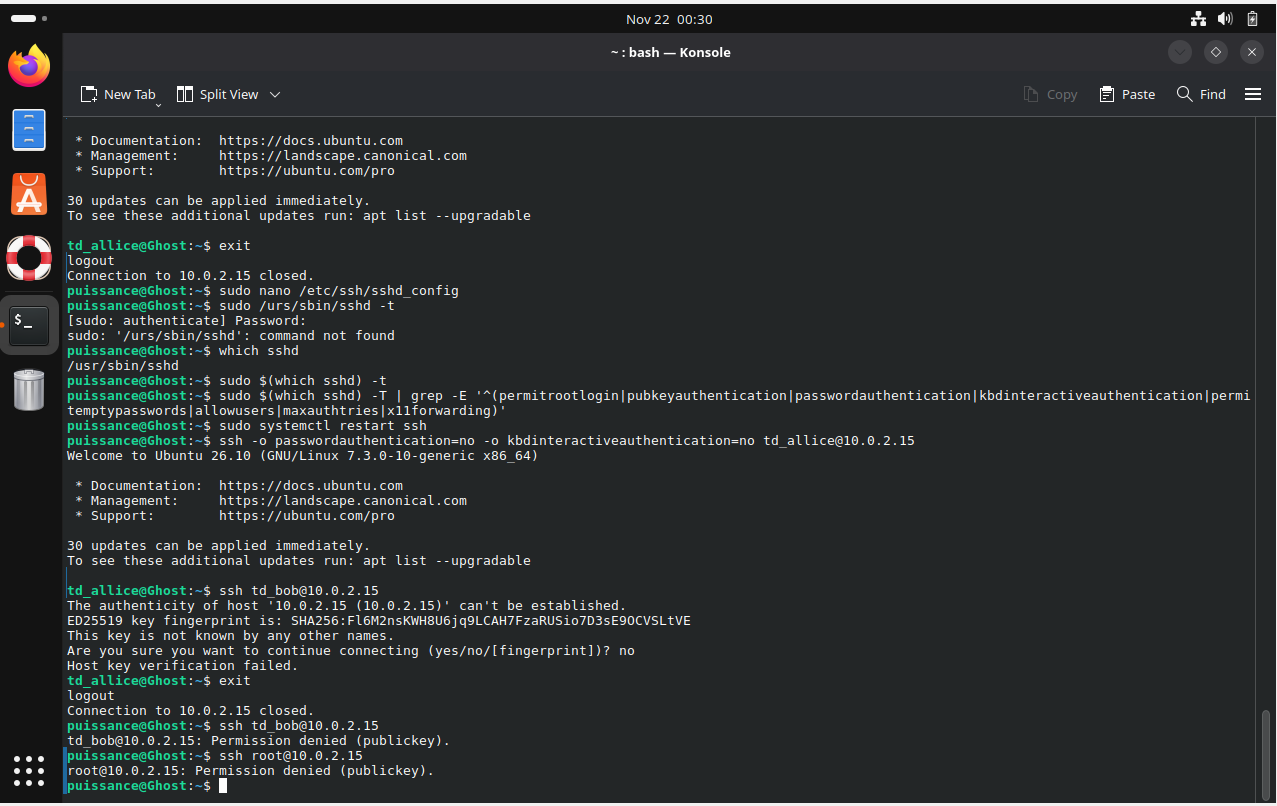 Nov 22 00:30
~ : bash — Konsole
New Tab
Split View
Copy
Paste
Find
* Documentation:  https://docs.ubuntu.com
* Management:     https://landscape.canonical.com
* Support:        https://ubuntu.com/pro
30 updates can be applied immediately.
To see these additional updates run: apt list --upgradable
td_allice@Ghost:~$ exit
logout
Connection to 10.0.2.15 closed.
puissance@Ghost:~$ sudo nano /etc/ssh/sshd_config
puissance@Ghost:~$ sudo /urs/sbin/sshd -t
[sudo: authenticate] Password:
sudo: '/urs/sbin/sshd': command not found
puissance@Ghost:~$ which sshd
/usr/sbin/sshd
puissance@Ghost:~$ sudo $(which sshd) -t
puissance@Ghost:~$ sudo $(which sshd) -T | grep -E '^(permitrootlogin|pubkeyauthentication|passwordauthentication|kbdinteractiveauthentication|permi
temptypasswords|allowusers|maxauthtries|x11forwarding)'
puissance@Ghost:~$ sudo systemctl restart ssh
puissance@Ghost:~$ ssh -o passwordauthentication=no -o kbdinteractiveauthentication=no td_allice@10.0.2.15
Welcome to Ubuntu 26.10 (GNU/Linux 7.3.0-10-generic x86_64)
* Documentation:  https://docs.ubuntu.com
* Management:     https://landscape.canonical.com
* Support:        https://ubuntu.com/pro
30 updates can be applied immediately.
To see these additional updates run: apt list --upgradable
td_allice@Ghost:~$ ssh td_bob@10.0.2.15
The authenticity of host '10.0.2.15 (10.0.2.15)' can't be established.
ED25519 key fingerprint is: SHA256:Fl6M2nsKWH8U6jq9LCAH7FzaRUSio7D3sE9OCVSLtVE
This key is not known by any other names.
Are you sure you want to continue connecting (yes/no/[fingerprint])? no
Host key verification failed.
td_allice@Ghost:~$ exit
logout
Connection to 10.0.2.15 closed.
puissance@Ghost:~$ ssh td_bob@10.0.2.15
td_bob@10.0.2.15: Permission denied (publickey).
puissance@Ghost:~$ ssh root@10.0.2.15
root@10.0.2.15: Permission denied (publickey).
puissance@Ghost:~$